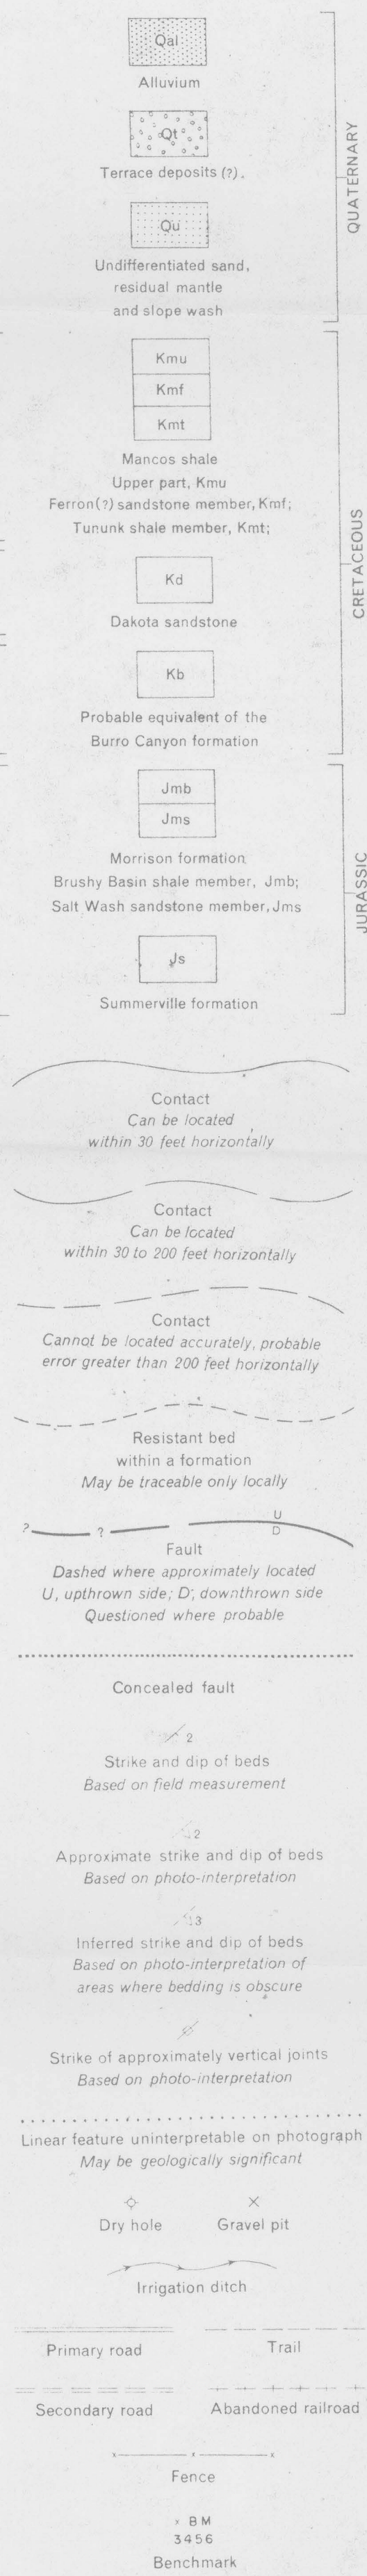 Qal
Alluvium
Qt
Terrace deposits (?).
Qu
Undifferentiated sand,
residual mantle
and slope wash
QUATERNARY
Kmu
Kmf
Kmt
Mancos shale
Upper part, Kmu
Ferron(?) sandstone member, Kmf;
Tununk shale member, Kmt;
Kd
Dakota sandstone
Kb
Probable equivalent of the
Burro Canyon formation
CRETACEOUS
Jmb
Jms
Morrison formation
Brushy Basin shale member, Jmb;
Salt Wash sandstone member, Jms
Js
Summerville formation
JURASSIC
Contact
Can be located
within 30 feet horizontally
Contact
Can be located
within 30 to 200 feet horizontally
Contact
Cannot be located accurately, probable
error greater than 200 feet horizontally
Resistant bed
within a formation
May be traceable only locally
? ? U
D
Fault
Dashed where approximately located
U, upthrown side; D, downthrown side
Questioned where probable
Concealed fault
2
Strike and dip of beds
Based on field measurement
2
Approximate strike and dip of beds
Based on photo-interpretation
3
Inferred strike and dip of beds
Based on photo-interpretation of
areas where bedding is obscure
Strike of approximately vertical joints
Based on photo-interpretation
Linear feature uninterpretable on photograph
May be geologically significant
Dry hole Gravel pit
Irrigation ditch
Primary road Trail
Secondary road Abandoned railroad
Fence
x BM
3456
Benchmark